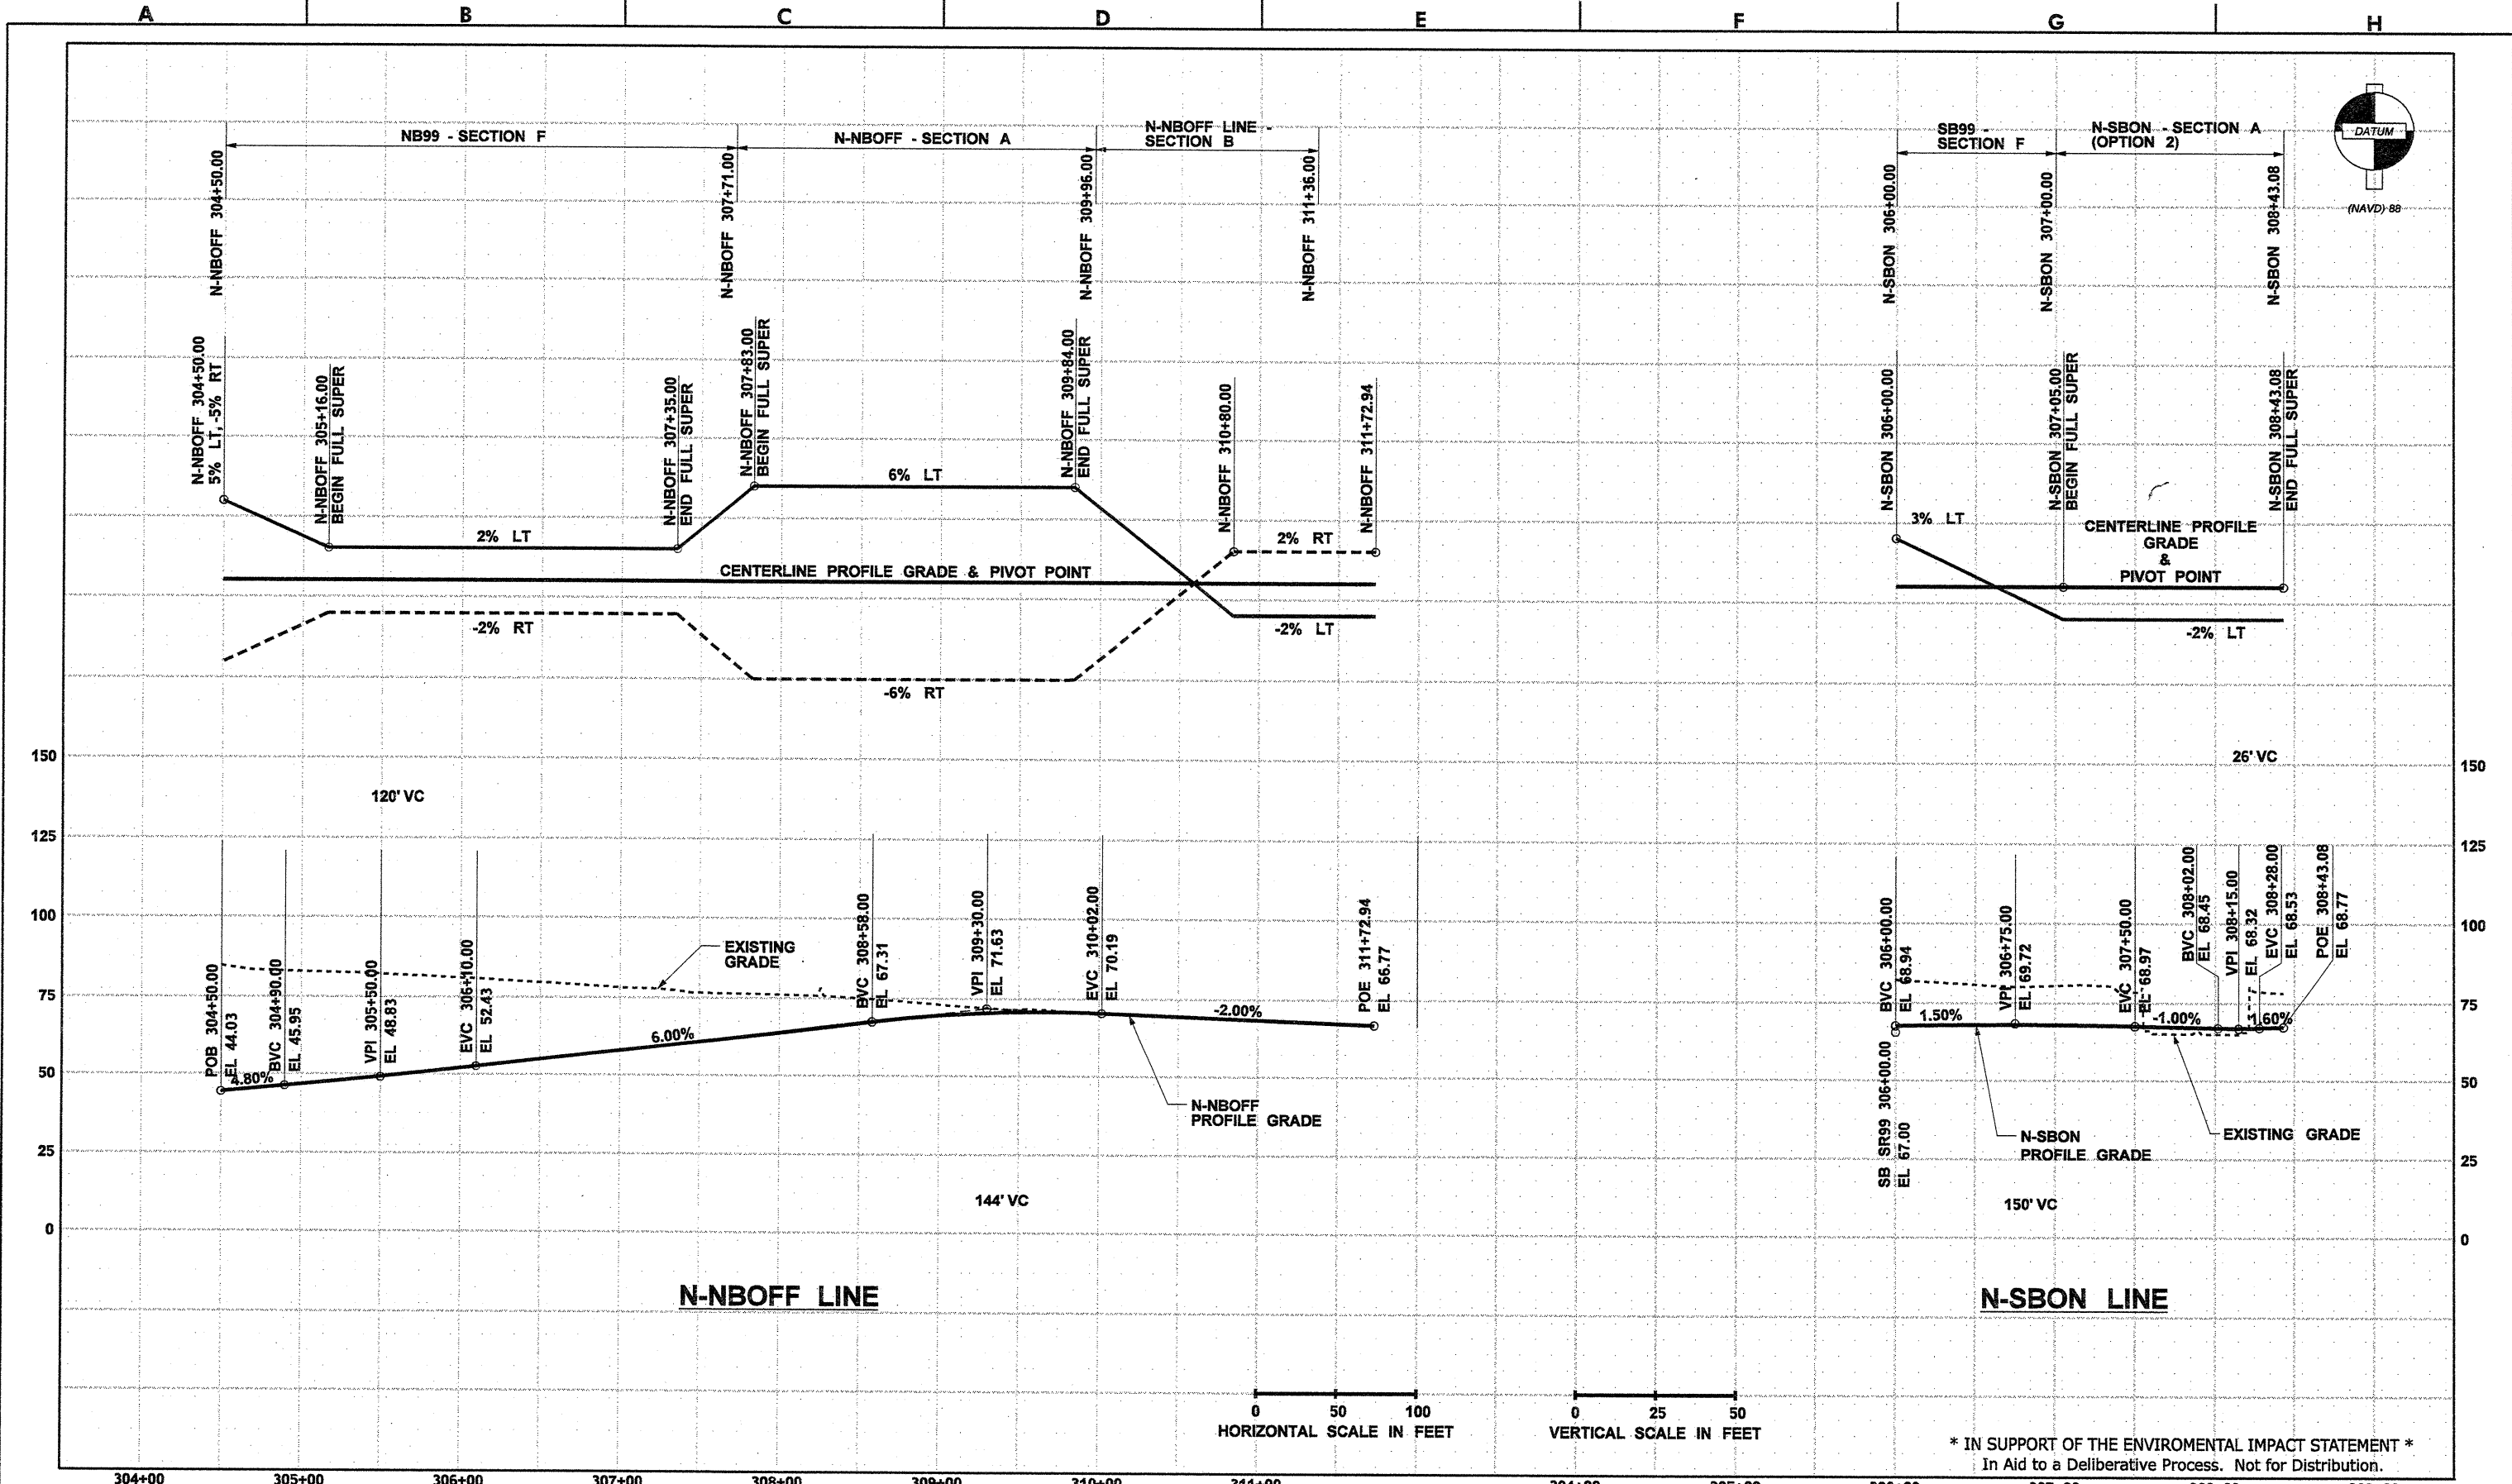 A B C D E F G H
NB99 - SECTION F
N-NBOFF - SECTION A
N-NBOFF LINE -
SECTION B
SB99 -
SECTION F
N-SBON - SECTION A
(OPTION 2)
DATUM
(NAVD) 88
N-NBOFF 304+50.00
N-NBOFF 307+71.00
N-NBOFF 309+96.00
N-NBOFF 311+36.00
N-SBON 306+00.00
N-SBON 307+00.00
N-SBON 308+43.08
N-NBOFF 304+50.00
5% LT, -5% RT
N-NBOFF 305+16.00
BEGIN FULL SUPER
N-NBOFF 307+35.00
END FULL SUPER
N-NBOFF 307+83.00
BEGIN FULL SUPER
N-NBOFF 309+84.00
END FULL SUPER
N-NBOFF 310+80.00
N-NBOFF 311+72.94
N-SBON 306+00.00
N-SBON 307+05.00
BEGIN FULL SUPER
N-SBON 308+43.08
END FULL SUPER
2% LT
6% LT
2% RT
3% LT
CENTERLINE PROFILE GRADE & PIVOT POINT
CENTERLINE PROFILE
GRADE
&
PIVOT POINT
-2% RT
-6% RT
-2% LT
-2% LT
150
125
100
75
50
25
0
120' VC
POB 304+50.00
EL 44.03
4.80%
BVC 304+90.00
EL 45.95
VPI 305+50.00
EL 48.83
EVC 306+10.00
EL 52.43
EXISTING
GRADE
6.00%
BVC 308+58.00
EL 67.31
VPI 309+30.00
EL 71.63
EVC 310+02.00
EL 70.19
-2.00%
POE 311+72.94
EL 66.77
N-NBOFF
PROFILE GRADE
144' VC
26' VC
BVC 306+00.00
EL 68.94
1.50%
VPI 306+75.00
EL 69.72
EVC 307+50.00
EL 68.97
-1.00%
BVC 308+02.00
EL 68.45
VPI 308+15.00
EL 68.32
EVC 308+28.00
EL 68.53
1.60%
POE 308+43.08
EL 68.77
SB SR99 306+00.00
EL 67.00
N-SBON
PROFILE GRADE
EXISTING GRADE
150' VC
150
125
100
75
50
25
0
N-NBOFF LINE
N-SBON LINE
0 50 100
HORIZONTAL SCALE IN FEET
0 25 50
VERTICAL SCALE IN FEET
* IN SUPPORT OF THE ENVIROMENTAL IMPACT STATEMENT *
In Aid to a Deliberative Process. Not for Distribution.
304+00 305+00 306+00 307+00 308+00 309+00 310+00 311+00